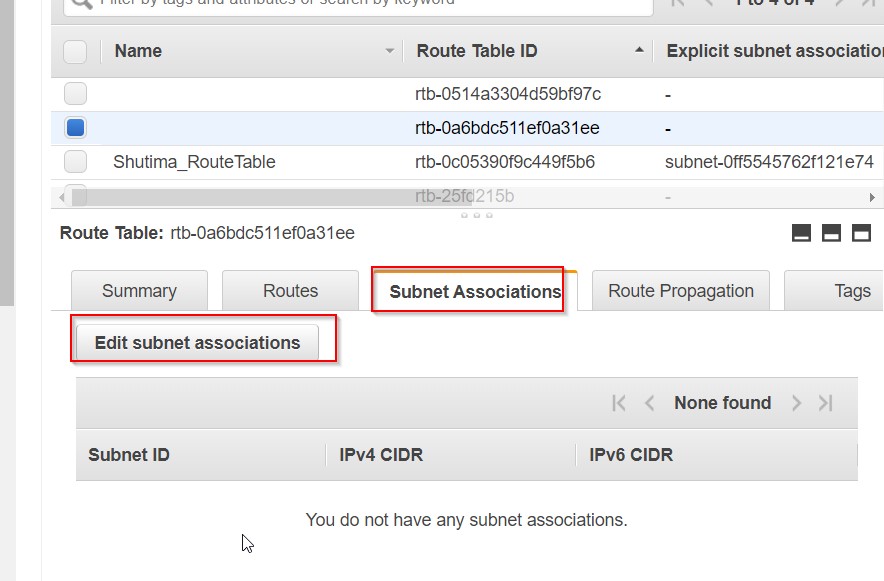 Filter by tags and attributes or search by keyword 1 to 4 of 4
Name Route Table ID Explicit subnet
rtb-0514a3304d59bf97c -
rtb-0a6bdc511ef0a31ee -
Shutima_RouteTable rtb-0c05390f9c449f5b6 subnet-0ff5545762f121e74
rtb-25fd215b -
Route Table: rtb-0a6bdc511ef0a31ee
Summary Routes Subnet Associations Route Propagation Tags
Edit subnet associations
None found
Subnet ID IPv4 CIDR IPv6 CIDR
You do not have any subnet associations.